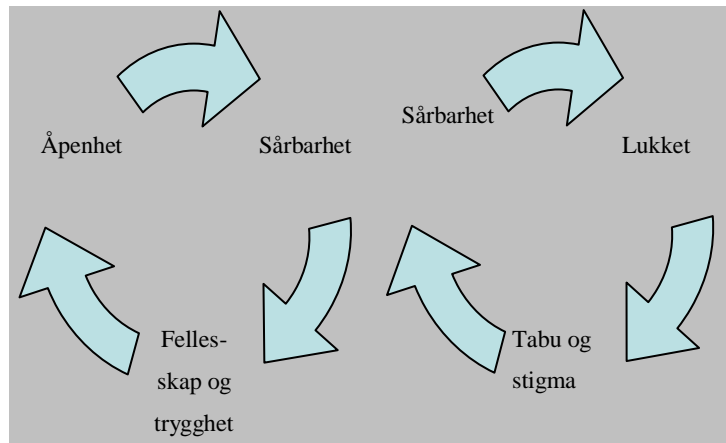 Åpenhet
Sårbarhet
Felles-
skap og
trygghet
Sårbarhet
Lukket
Tabu og
stigma